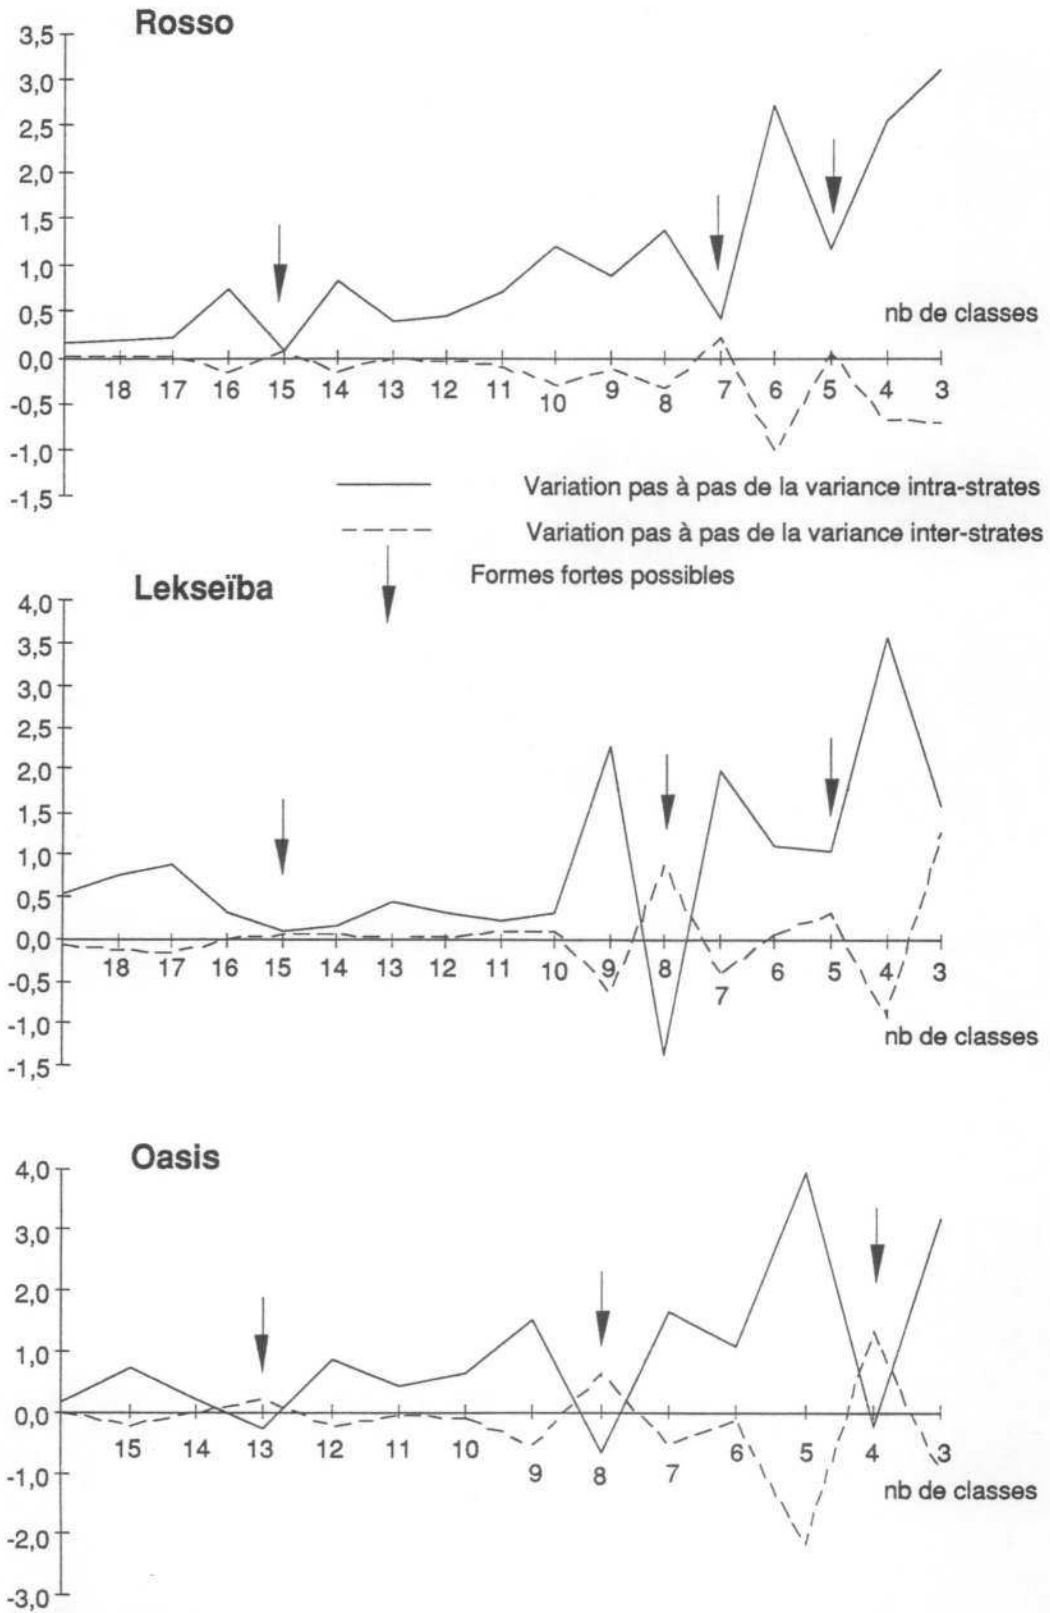 Rosso
3,5
3,0
2,5
2,0
1,5
1,0
0,5
0,0
-0,5
-1,0
-1,5
nb de classes
18 17 16 15 14 13 12 11 10 9 8 7 6 5 4 3
Variation pas à pas de la variance intra-strates
Variation pas à pas de la variance inter-strates
Formes fortes possibles
Lekseïba
4,0
3,5
3,0
2,5
2,0
1,5
1,0
0,5
0,0
-0,5
-1,0
-1,5
18 17 16 15 14 13 12 11 10 9 8 7 6 5 4 3
nb de classes
Oasis
4,0
3,0
2,0
1,0
0,0
-1,0
-2,0
-3,0
15 14 13 12 11 10 9 8 7 6 5 4 3
nb de classes